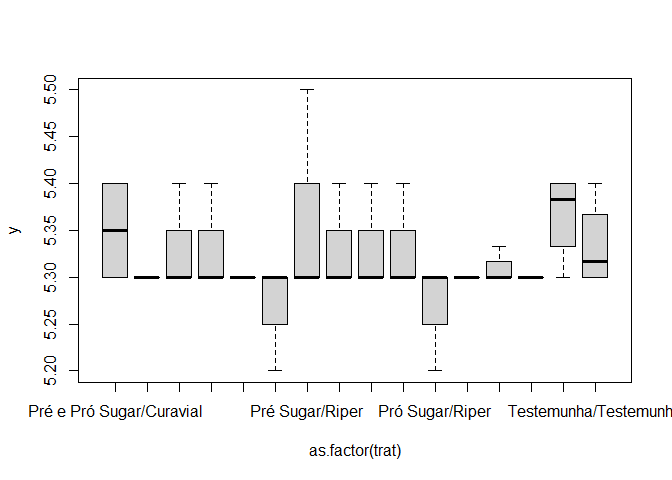 y
5.50
5.45
5.40
5.35
5.30
5.25
5.20
Pré e Pró Sugar/Curavial Pré Sugar/Riper Pró Sugar/Riper Testemunha/Testemunh
as.factor(trat)